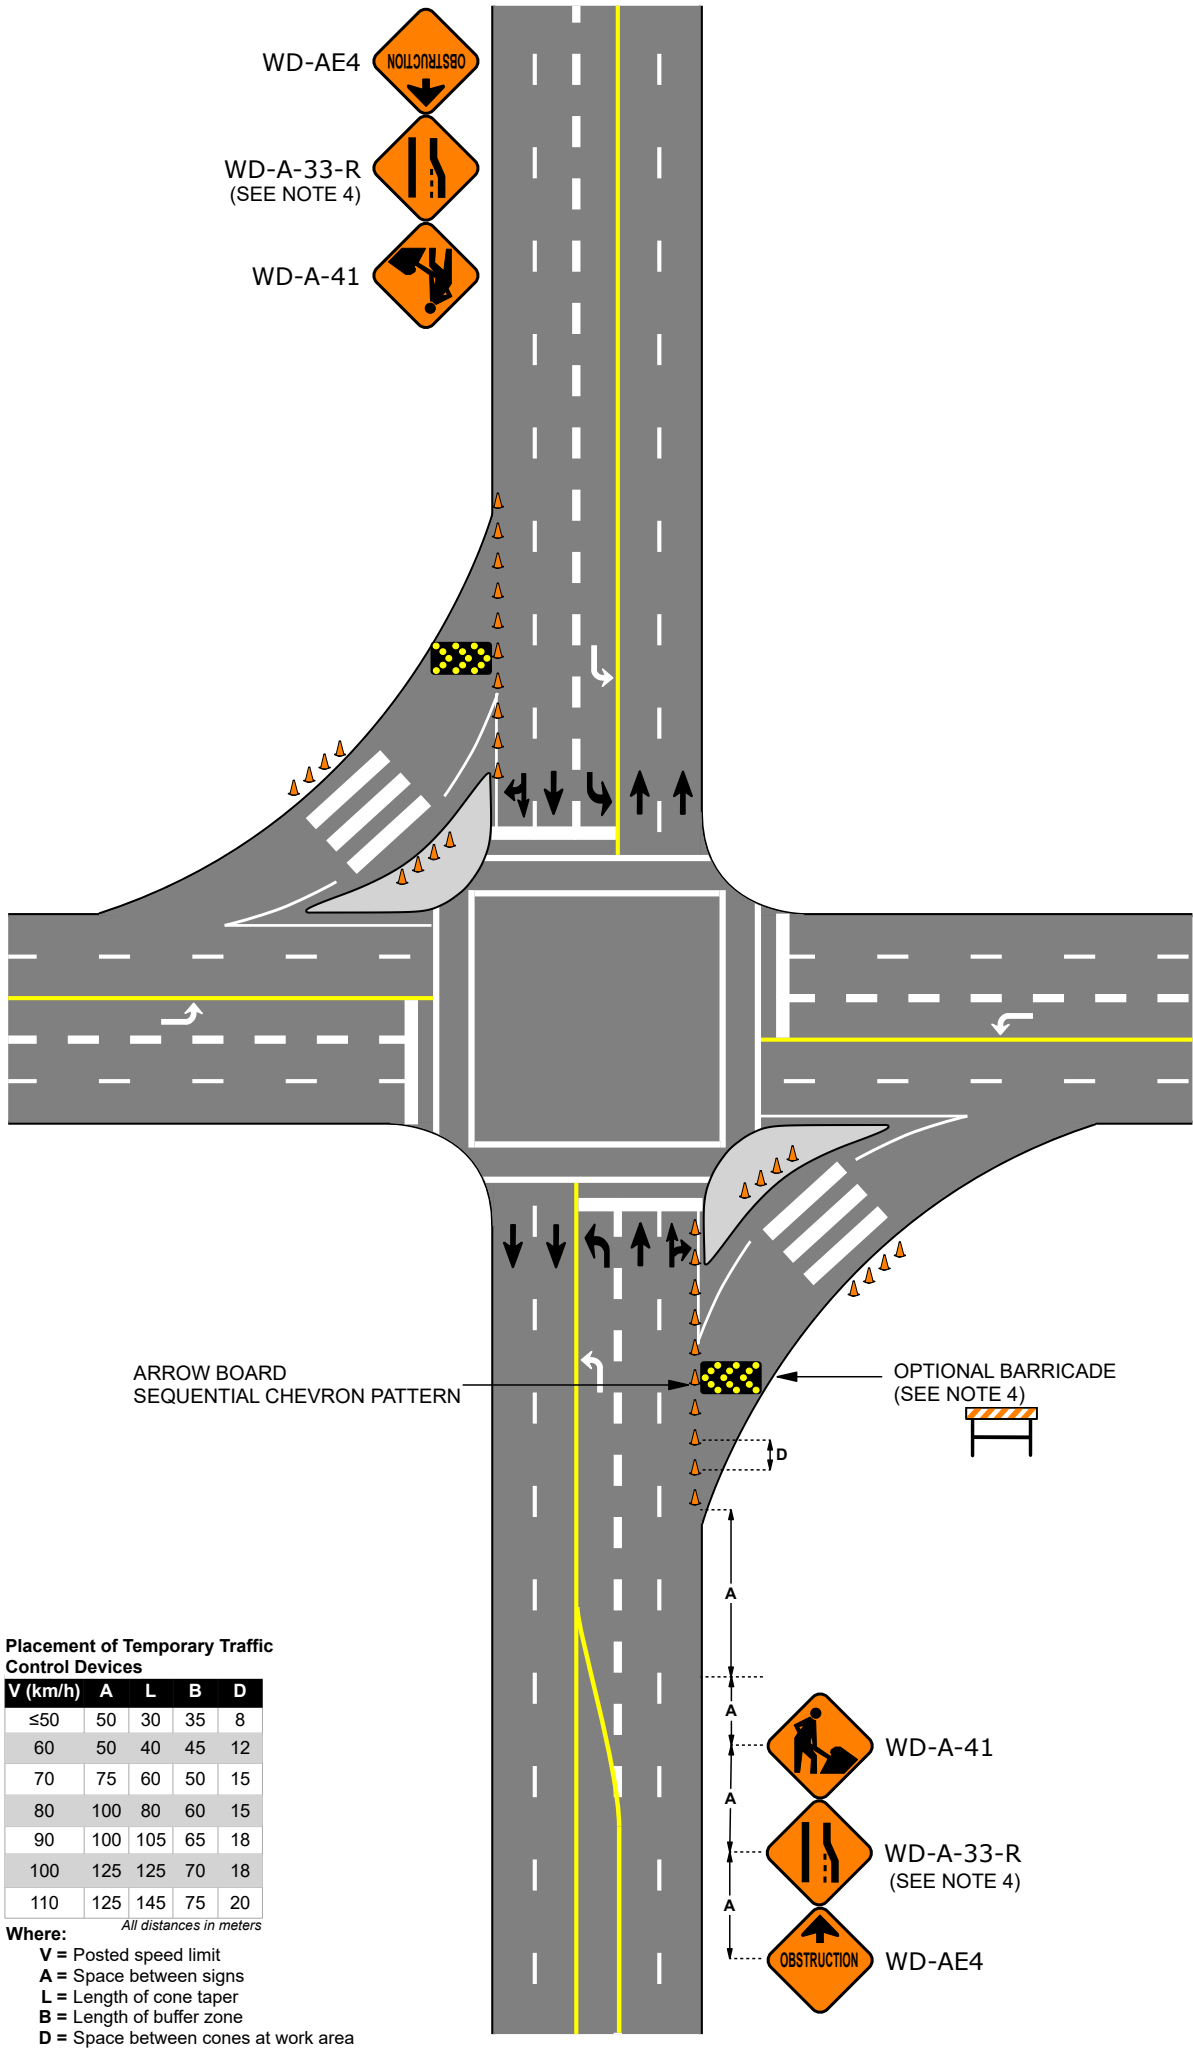 WD-AE4
OBSTRUCTION
WD-A-33-R
(SEE NOTE 4)
WD-A-41
ARROW BOARD
SEQUENTIAL CHEVRON PATTERN
OPTIONAL BARRICADE
(SEE NOTE 4)
D
A
A
WD-A-41
A
WD-A-33-R
(SEE NOTE 4)
A
OBSTRUCTION
WD-AE4
Placement of Temporary Traffic
Control Devices
V (km/h) A L B D
≤50 50 30 35 8
60 50 40 45 12
70 75 60 50 15
80 100 80 60 15
90 100 105 65 18
100 125 125 70 18
110 125 145 75 20
All distances in meters
Where:
V = Posted speed limit
A = Space between signs
L = Length of cone taper
B = Length of buffer zone
D = Space between cones at work area